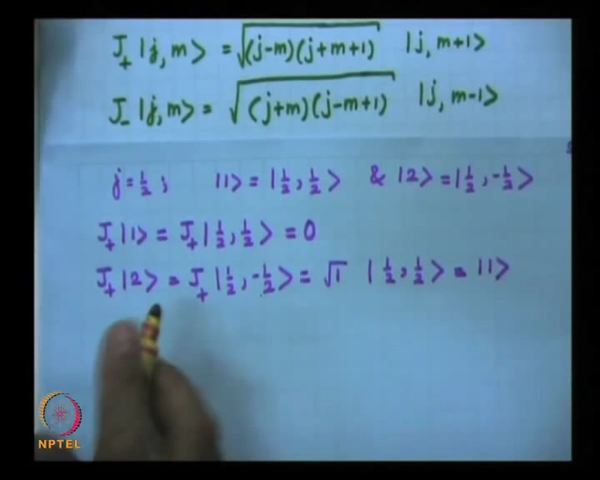 J₊ |j, m> = √(j-m)(j+m+1) |j, m+1>
J₋ |j, m> = √(j+m)(j-m+1) |j, m-1>
j = ½ ; |1> = |½, ½> & |2> = |½, -½>
J₊ |1> = J₊ |½, ½> = 0
J₊ |2> = J₊ |½, -½> = √1 |½, ½> = |1>
NPTEL